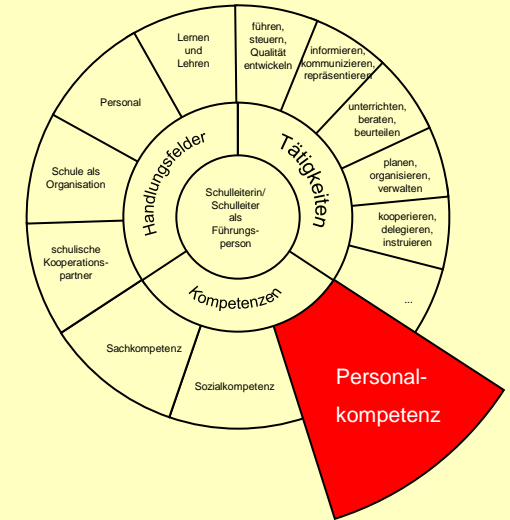 Lernen
und
Lehren
führen,
steuern,
Qualität
entwickeln
informieren,
kommunizieren,
repräsentieren
unterrichten,
beraten,
beurteilen
planen,
organisieren,
verwalten
kooperieren,
delegieren,
instruieren
...
Personal
Schule als
Organisation
schulische
Kooperations-
partner
Handlungsfelder
Tätigkeiten
Kompetenzen
Schulleiterin/
Schulleiter
als
Führungs-
person
Sachkompetenz
Sozialkompetenz
Personal-
kompetenz